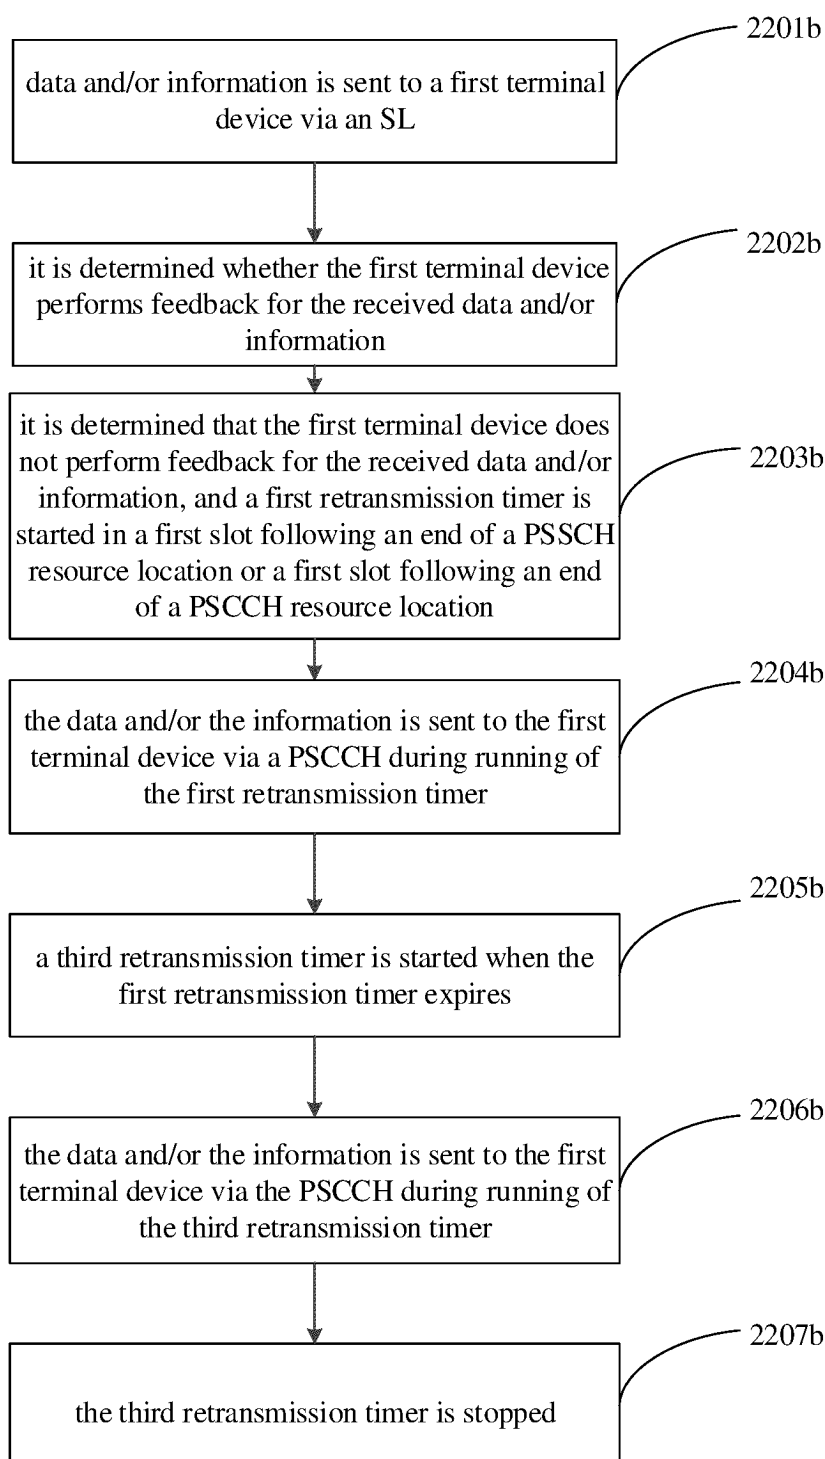 2201b
data and/or information is sent to a first terminal
device via an SL
2202b
it is determined whether the first terminal device
performs feedback for the received data and/or
information
it is determined that the first terminal device does
not perform feedback for the received data and/or
information, and a first retransmission timer is
started in a first slot following an end of a PSSCH
resource location or a first slot following an end
of a PSCCH resource location
2203b
2204b
the data and/or the information is sent to the first
terminal device via a PSCCH during running of
the first retransmission timer
2205b
a third retransmission timer is started when the
first retransmission timer expires
2206b
the data and/or the information is sent to the first
terminal device via the PSCCH during running of
the third retransmission timer
2207b
the third retransmission timer is stopped